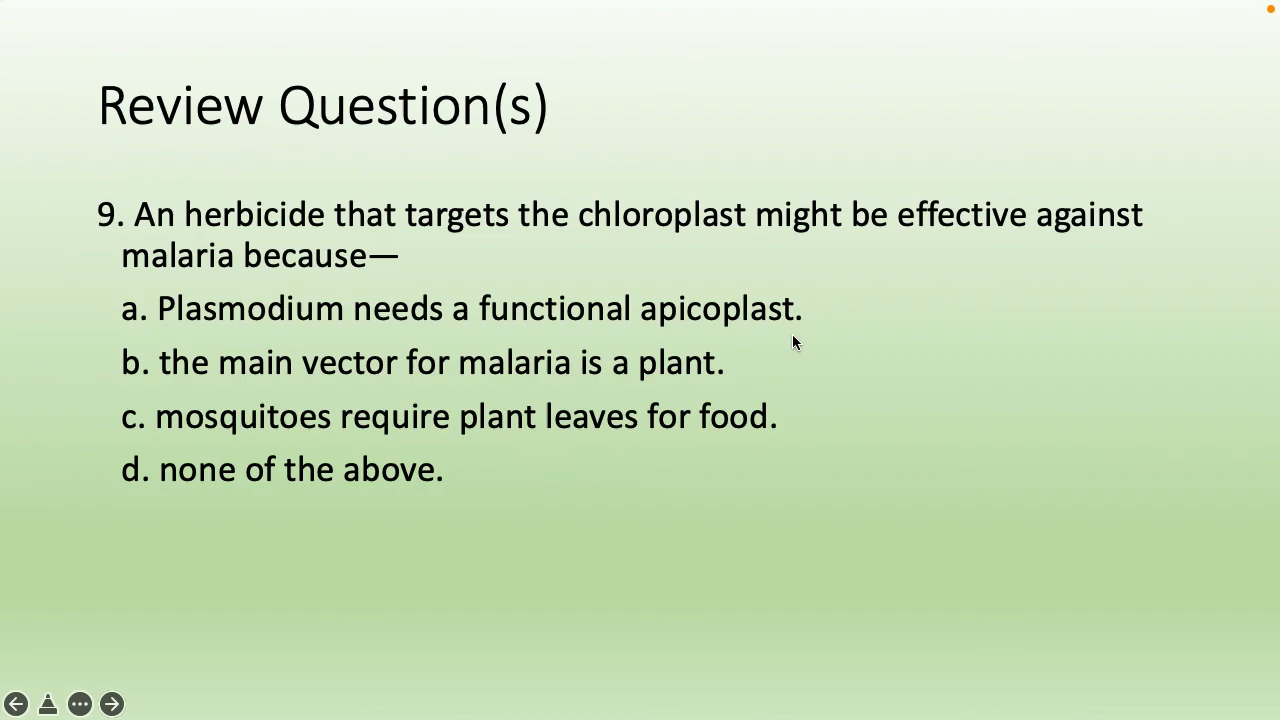 Review Question(s)
9. An herbicide that targets the chloroplast might be effective against
malaria because—
a. Plasmodium needs a functional apicoplast.
b. the main vector for malaria is a plant.
c. mosquitoes require plant leaves for food.
d. none of the above.